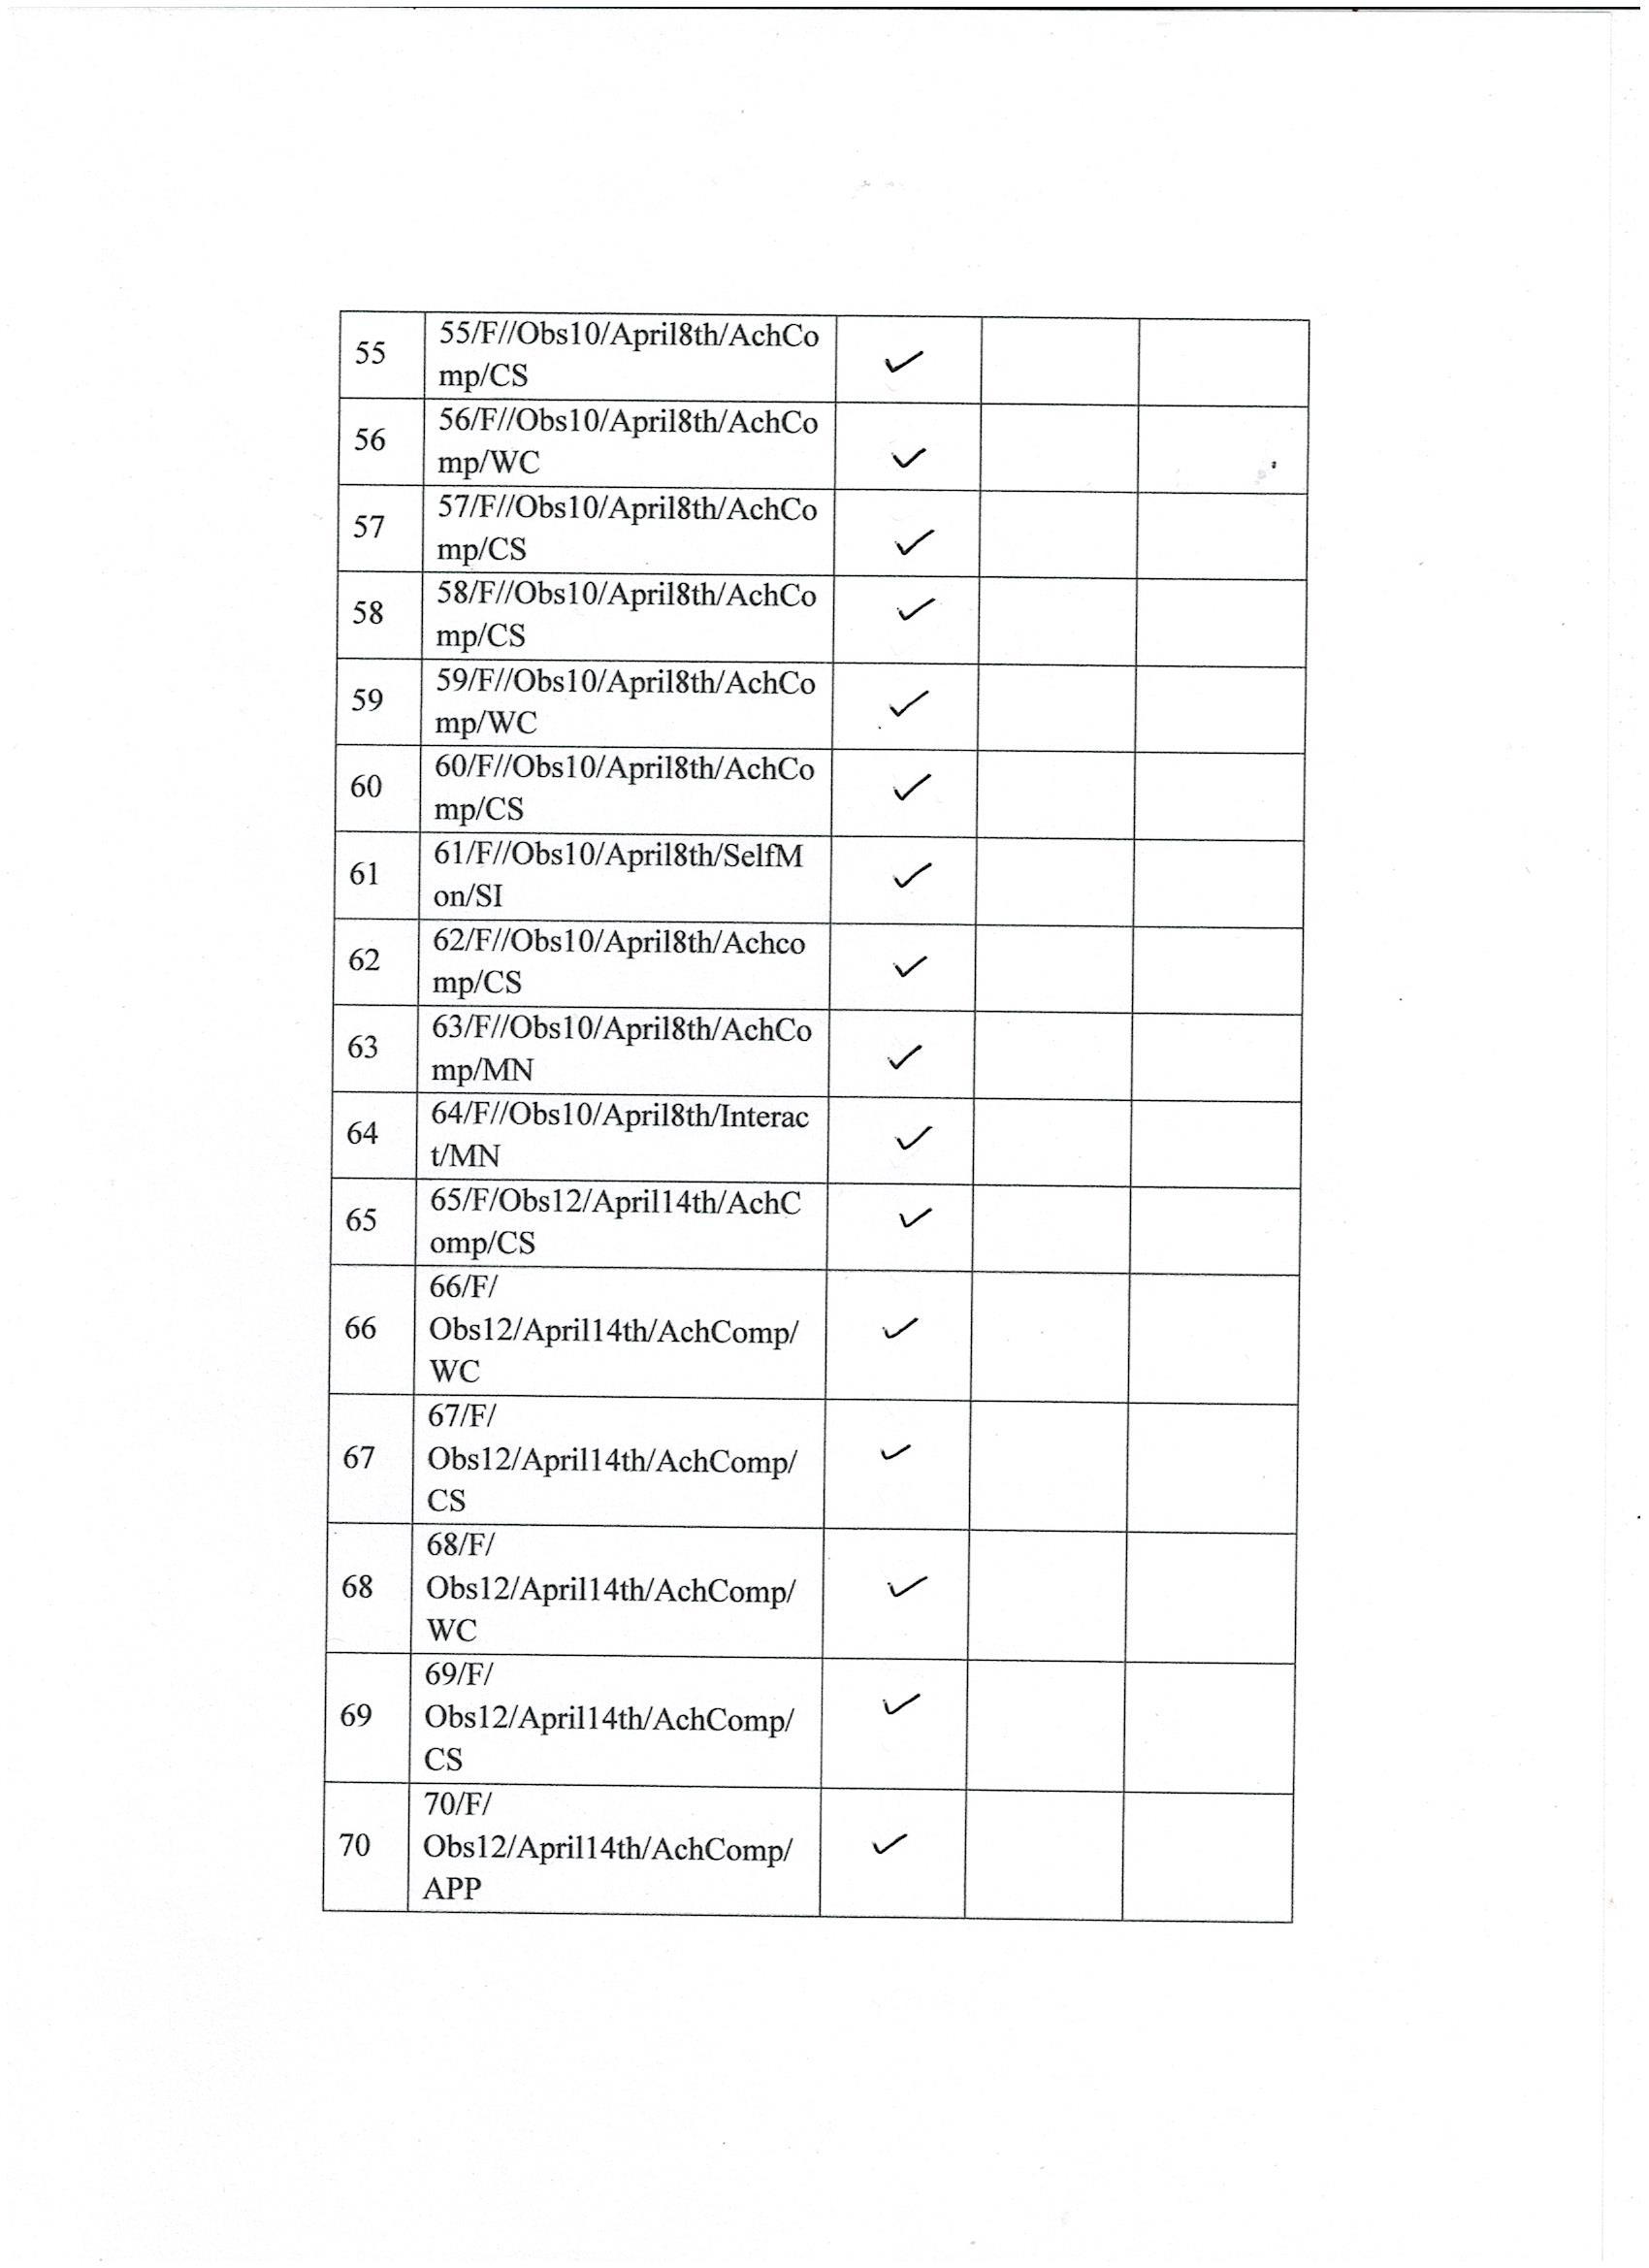 55
55/F//Obs10/April8th/AchCo
mp/CS
✓
56
56/F//Obs10/April8th/AchCo
mp/WC
✓
57
57/F//Obs10/April8th/AchCo
mp/CS
✓
58
58/F//Obs10/April8th/AchCo
mp/CS
✓
59
59/F//Obs10/April8th/AchCo
mp/WC
✓
60
60/F//Obs10/April8th/AchCo
mp/CS
✓
61
61/F//Obs10/April8th/SelfM
on/SI
✓
62
62/F//Obs10/April8th/Achco
mp/CS
✓
63
63/F//Obs10/April8th/AchCo
mp/MN
✓
64
64/F//Obs10/April8th/Interac
t/MN
✓
65
65/F/Obs12/April14th/AchC
omp/CS
✓
66
66/F/
Obs12/April14th/AchComp/
WC
✓
67
67/F/
Obs12/April14th/AchComp/
CS
✓
68
68/F/
Obs12/April14th/AchComp/
WC
✓
69
69/F/
Obs12/April14th/AchComp/
CS
✓
70
70/F/
Obs12/April14th/AchComp/
APP
✓